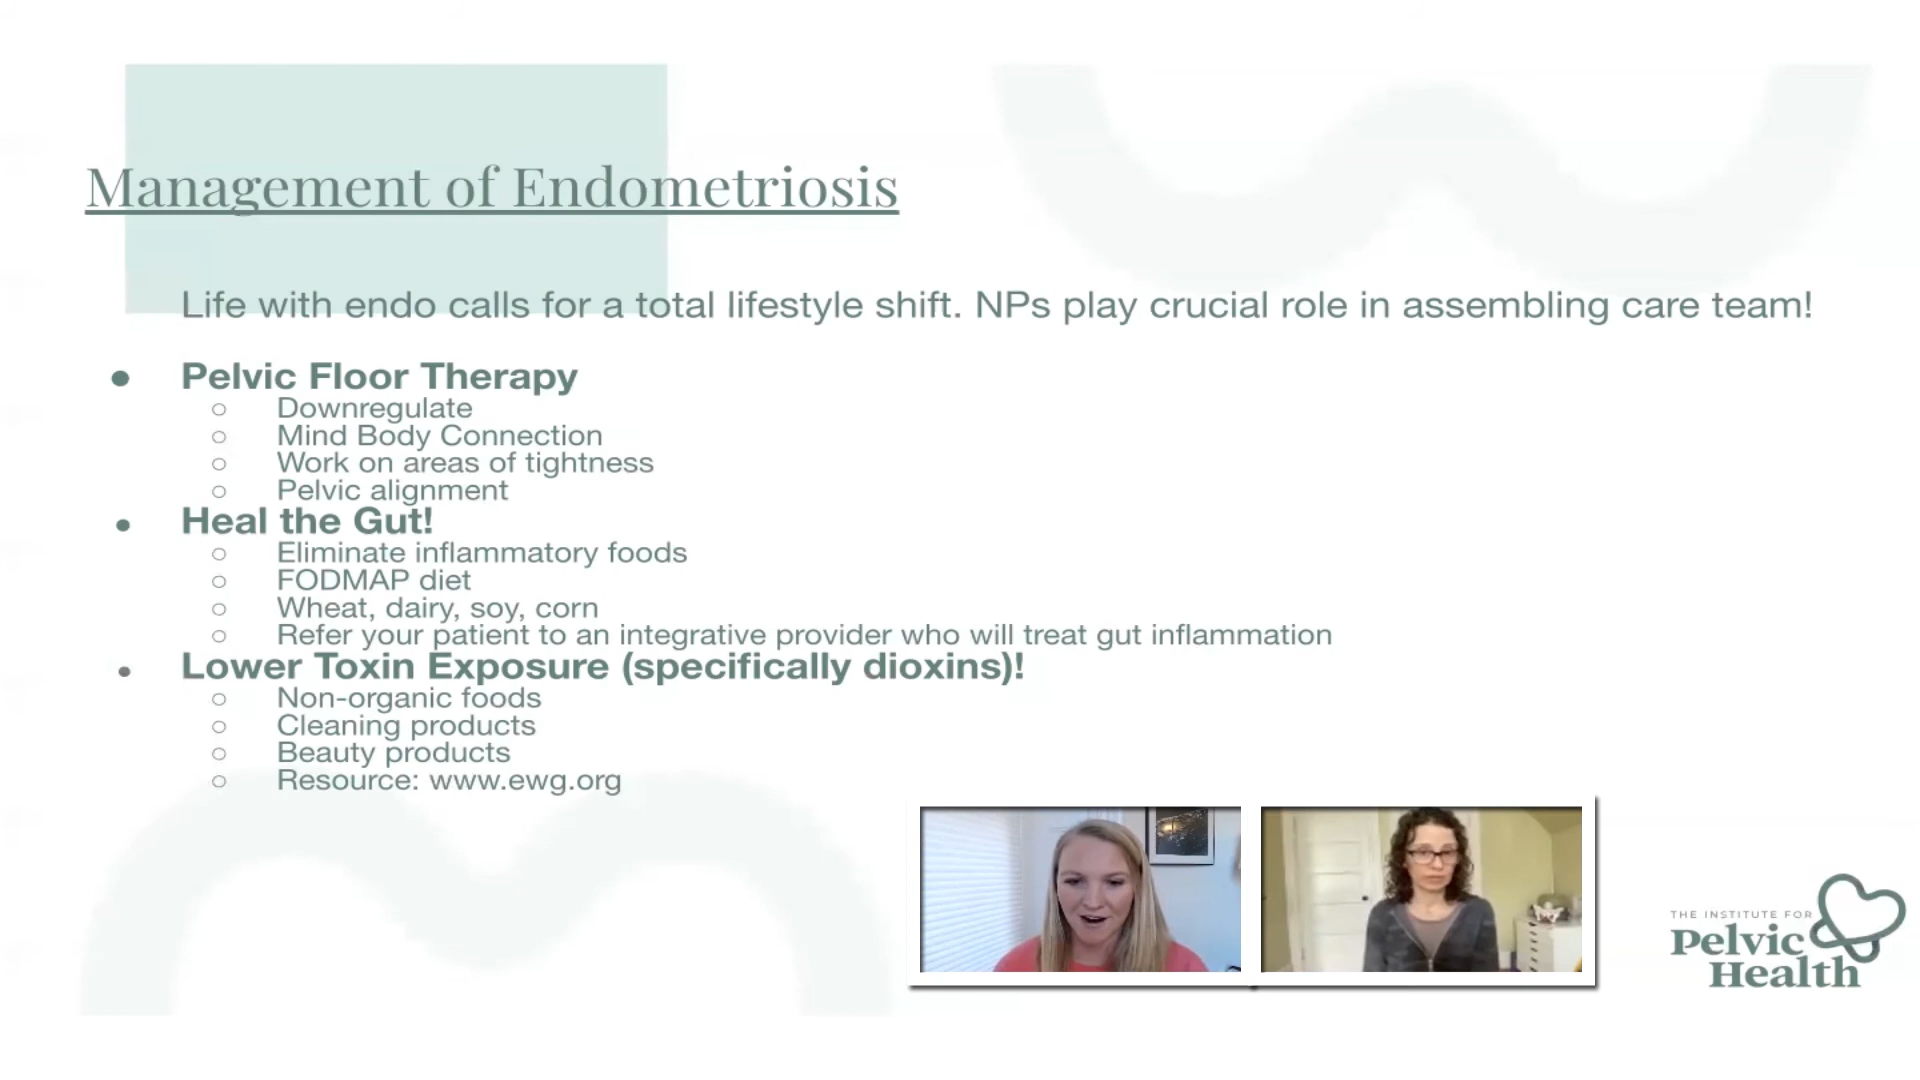 Management of Endometriosis
Life with endo calls for a total lifestyle shift. NPs play crucial role in assembling care team!
● Pelvic Floor Therapy
○ Downregulate
○ Mind Body Connection
○ Work on areas of tightness
○ Pelvic alignment
● Heal the Gut!
○ Eliminate inflammatory foods
○ FODMAP diet
○ Wheat, dairy, soy, corn
○ Refer your patient to an integrative provider who will treat gut inflammation
● Lower Toxin Exposure (specifically dioxins)!
○ Non-organic foods
○ Cleaning products
○ Beauty products
○ Resource: www.ewg.org
THE INSTITUTE FOR
Pelvic
Health